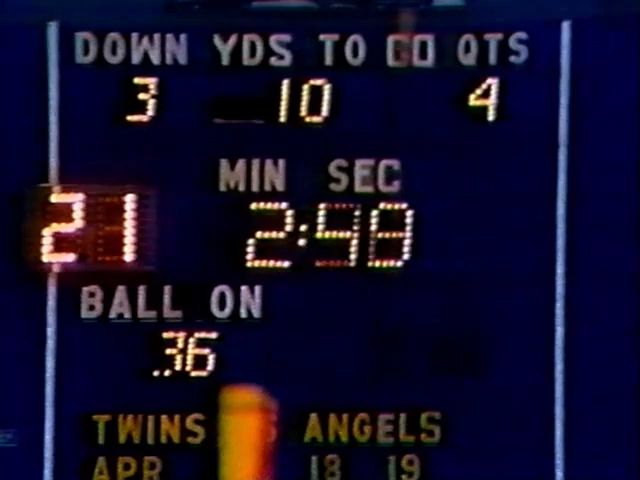 DOWN YDS TO GO QTS
3 10 4
MIN SEC
21 2:48
BALL ON
36
TWINS ANGELS
APR 18 19